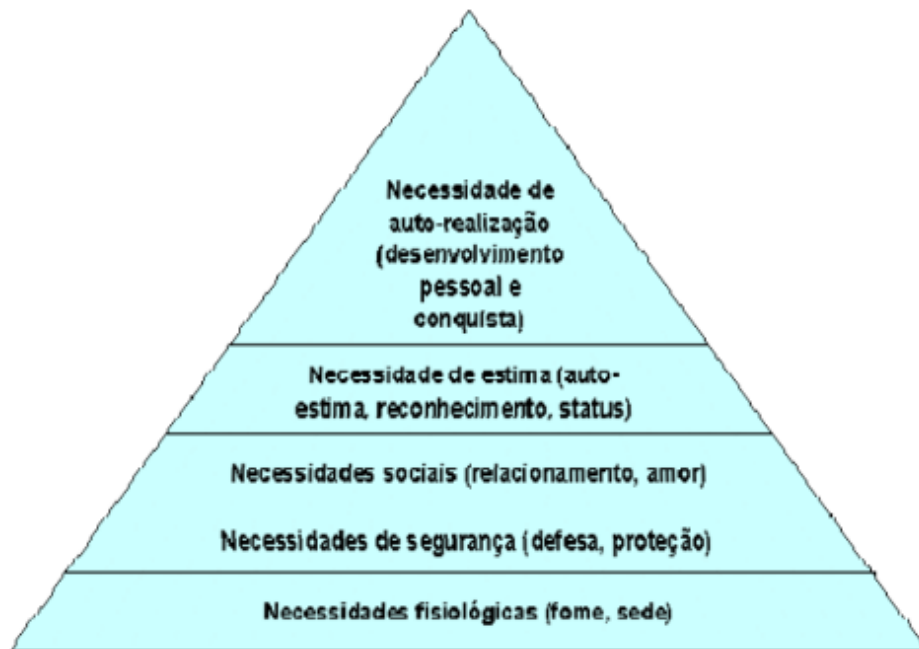 Necessidade de
auto-realização
(desenvolvimento
pessoal e
conquista)
Necessidade de estima (auto-
estima, reconhecimento, status)
Necessidades sociais (relacionamento, amor)
Necessidades de segurança (defesa, proteção)
Necessidades fisiológicas (fome, sede)